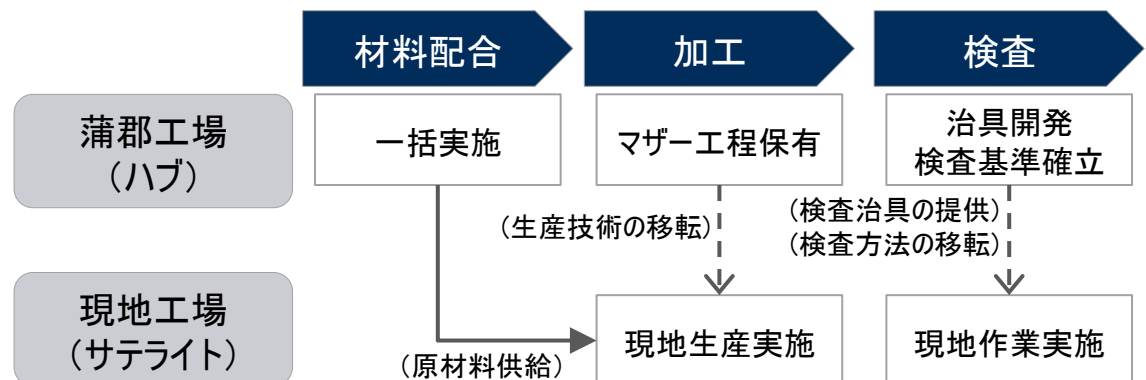 材料配合
加工
検査
蒲郡工場
(ハブ)
一括実施
マザー工程保有
治具開発
検査基準確立
(生産技術の移転)
(検査治具の提供)
(検査方法の移転)
現地工場
(サテライト)
(原材料供給)
現地生産実施
現地作業実施